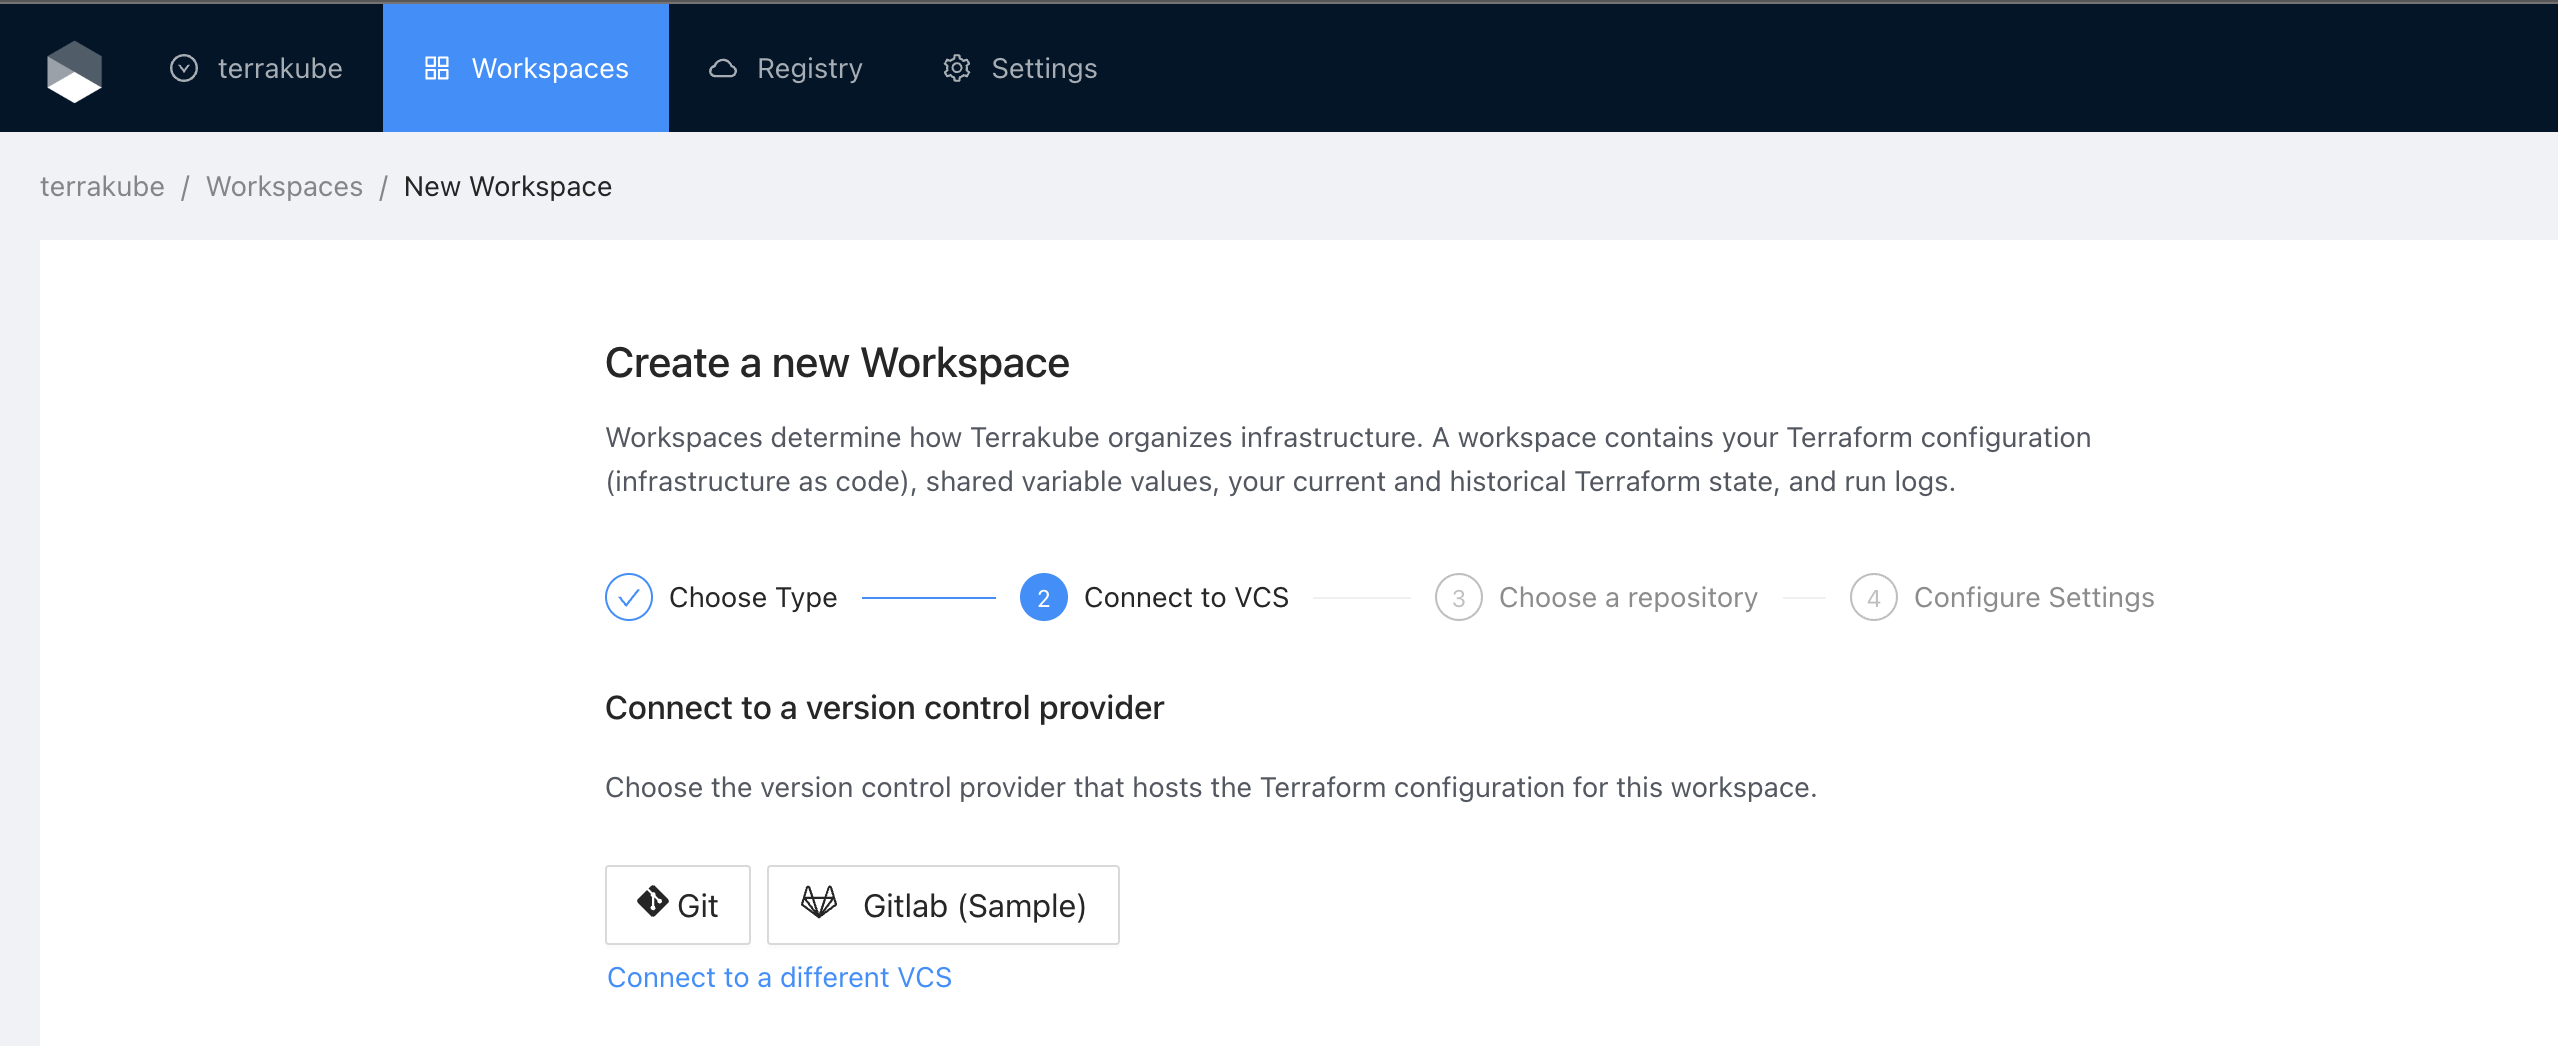 terrakube Workspaces Registry Settings
terrakube / Workspaces / New Workspace
Create a new Workspace
Workspaces determine how Terrakube organizes infrastructure. A workspace contains your Terraform configuration
(infrastructure as code), shared variable values, your current and historical Terraform state, and run logs.
Choose Type 2 Connect to VCS 3 Choose a repository 4 Configure Settings
Connect to a version control provider
Choose the version control provider that hosts the Terraform configuration for this workspace.
Git Gitlab (Sample)
Connect to a different VCS